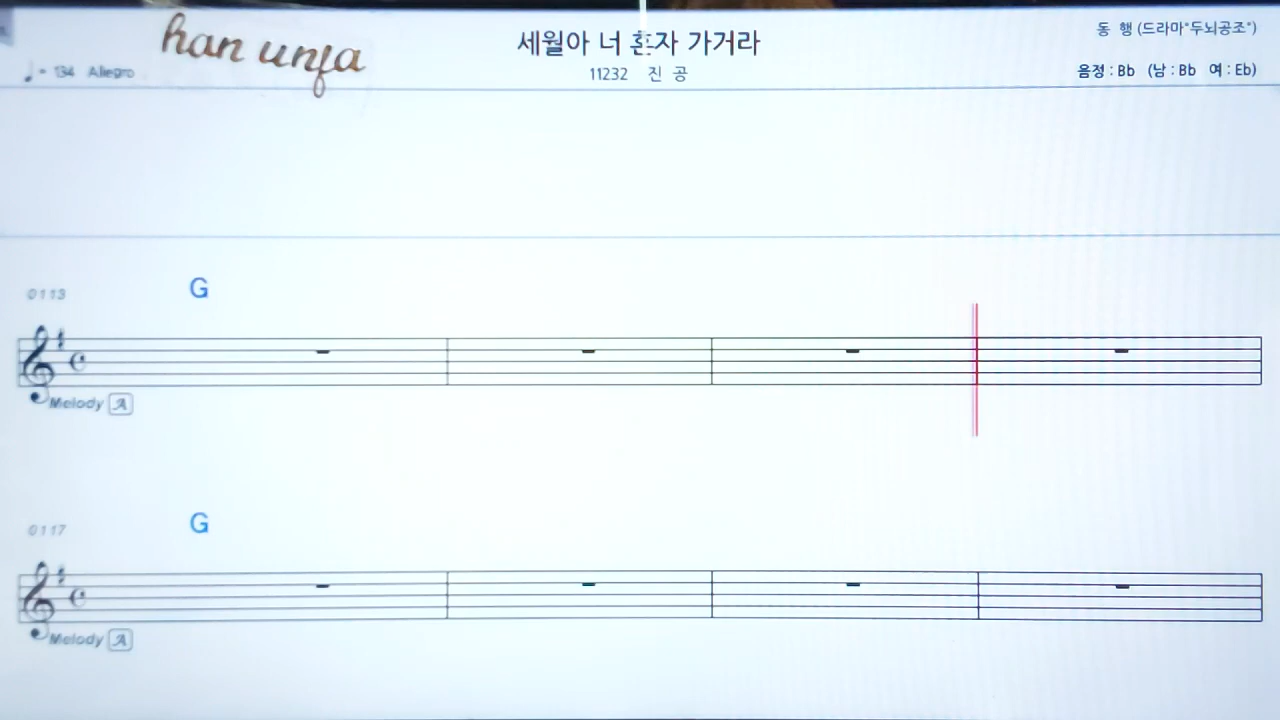 han unja
세월아 너 혼자 가거라
동 행 (드라마"두뇌공조")
♩= 134 Allegro
11232 진 공
음정 : Bb (남 : Bb 여 : Eb)
0113
G
Melody A
0117
G
Melody A